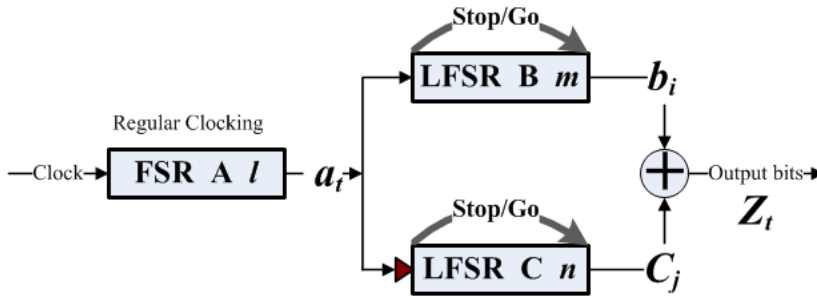 Stop/Go
LFSR B m
b_i
Regular Clocking
Clock
FSR A l
a_t
+
Output bits
Z_t
Stop/Go
LFSR C n
C_j